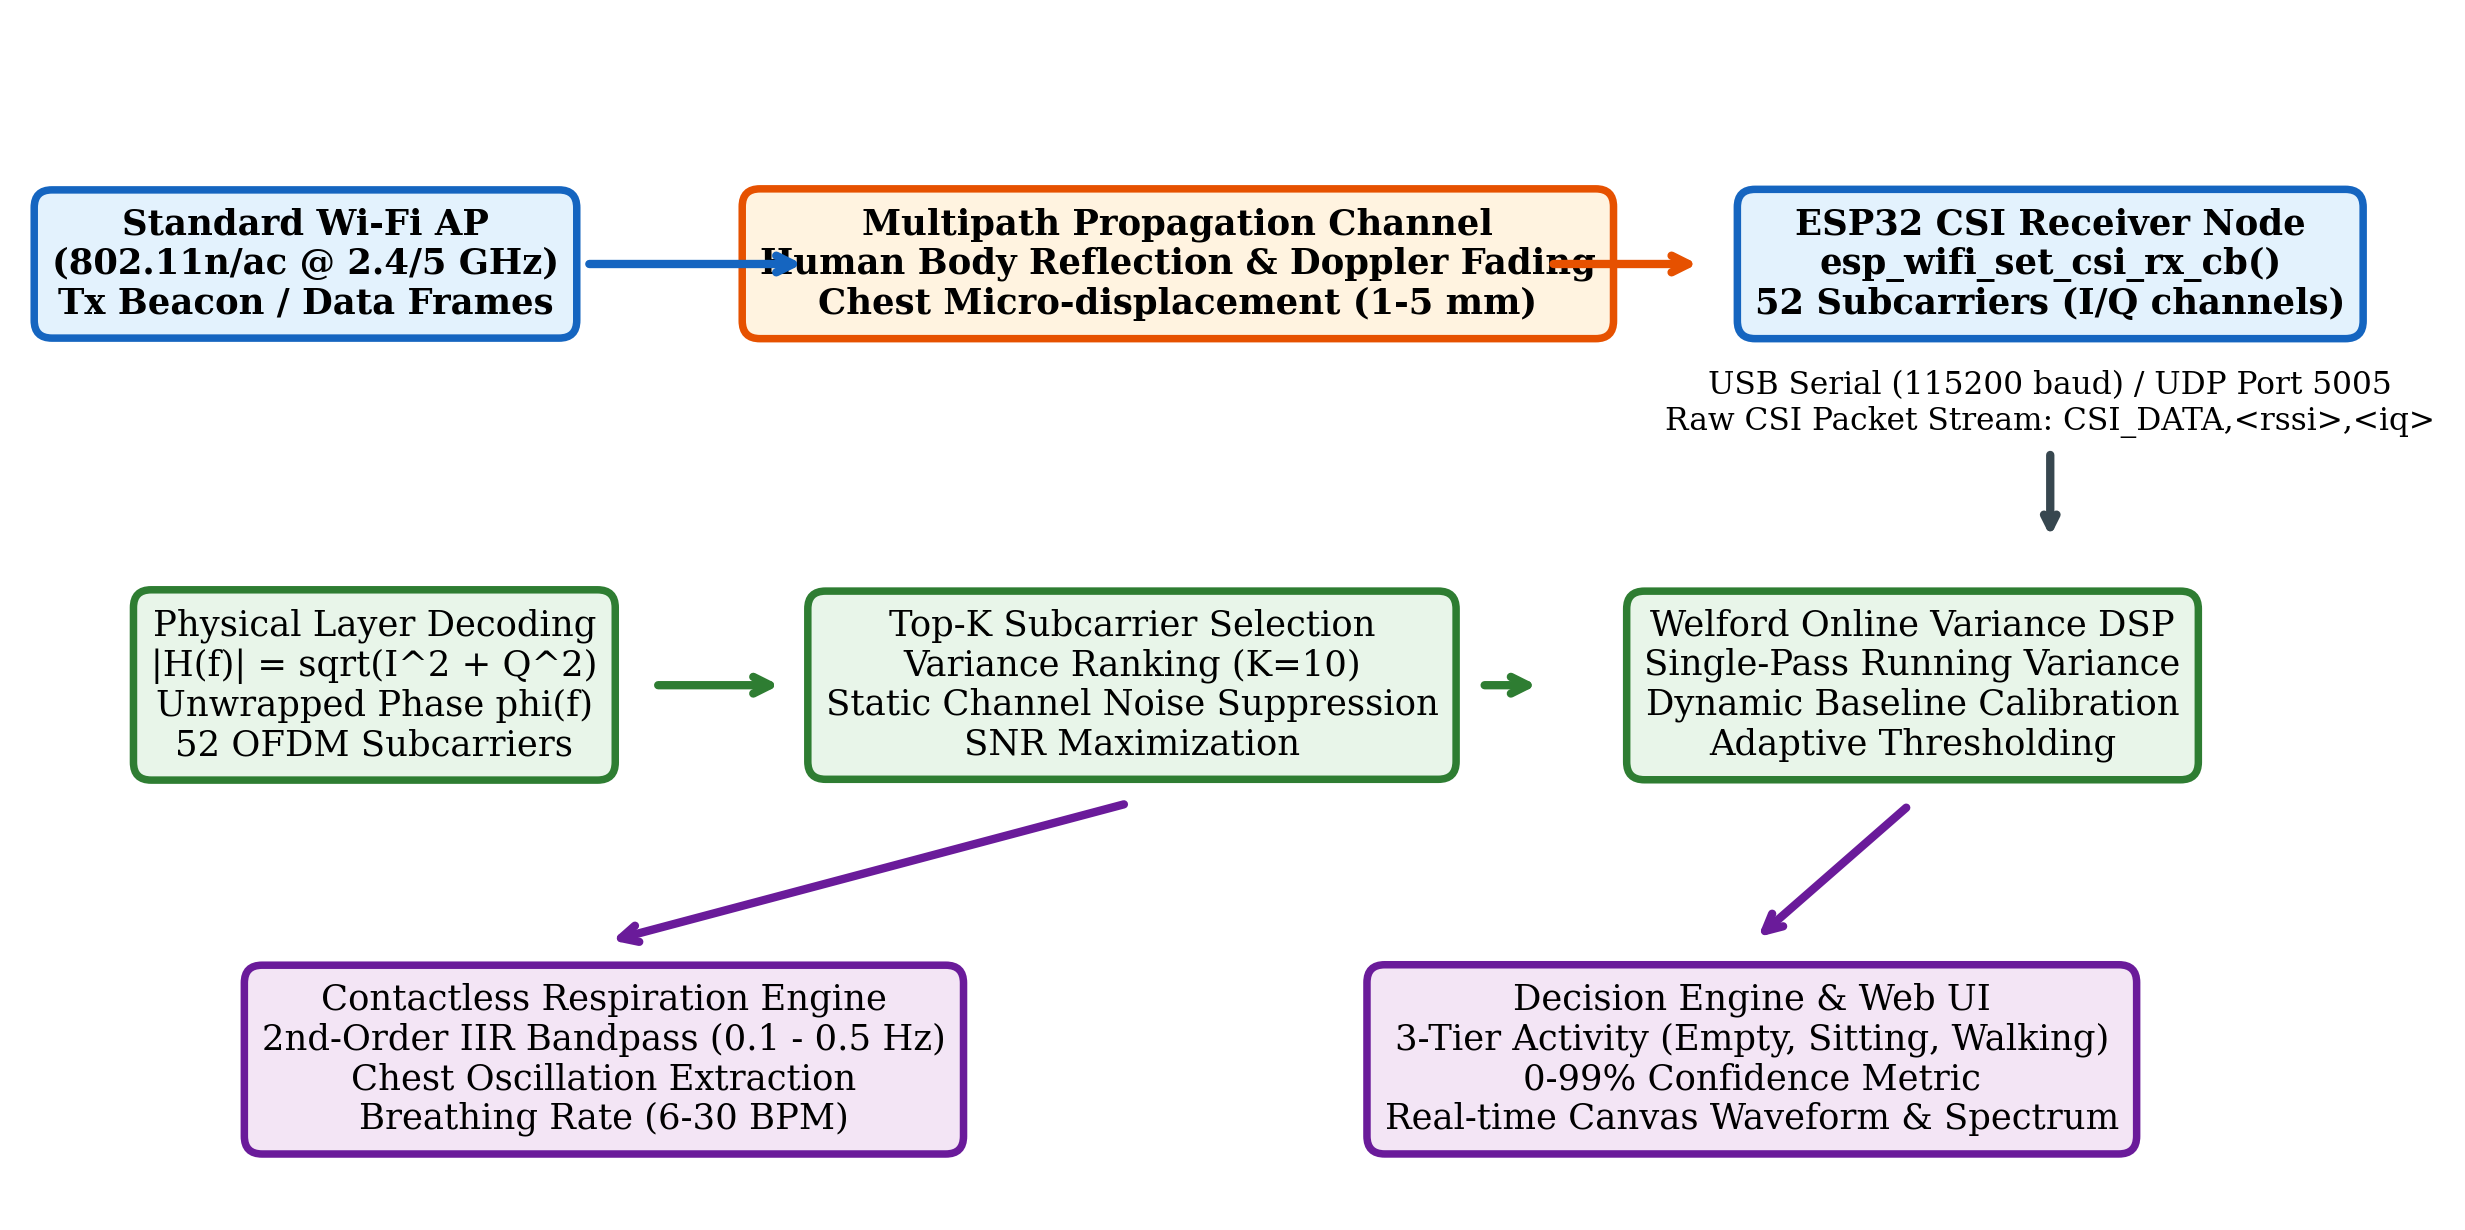 Standard Wi-Fi AP
(802.11n/ac @ 2.4/5 GHz)
Tx Beacon / Data Frames
Multipath Propagation Channel
Human Body Reflection & Doppler Fading
Chest Micro-displacement (1-5 mm)
ESP32 CSI Receiver Node
esp_wifi_set_csi_rx_cb()
52 Subcarriers (I/Q channels)
USB Serial (115200 baud) / UDP Port 5005
Raw CSI Packet Stream: CSI_DATA,<rssi>,<iq>
Physical Layer Decoding
|H(f)| = sqrt(I^2 + Q^2)
Unwrapped Phase phi(f)
52 OFDM Subcarriers
Top-K Subcarrier Selection
Variance Ranking (K=10)
Static Channel Noise Suppression
SNR Maximization
Welford Online Variance DSP
Single-Pass Running Variance
Dynamic Baseline Calibration
Adaptive Thresholding
Contactless Respiration Engine
2nd-Order IIR Bandpass (0.1 - 0.5 Hz)
Chest Oscillation Extraction
Breathing Rate (6-30 BPM)
Decision Engine & Web UI
3-Tier Activity (Empty, Sitting, Walking)
0-99% Confidence Metric
Real-time Canvas Waveform & Spectrum